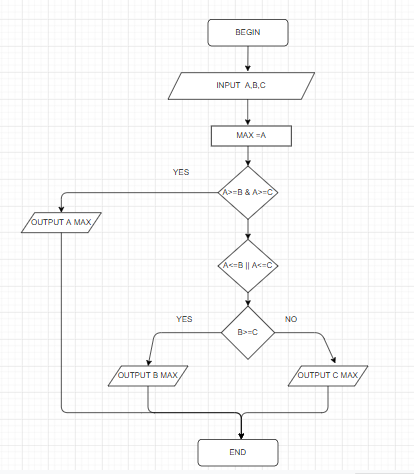 BEGIN
INPUT A,B,C
MAX =A
YES
A>=B & A>=C
OUTPUT A MAX
A<=B || A<=C
YES
NO
B>=C
OUTPUT B MAX
OUTPUT C MAX
END